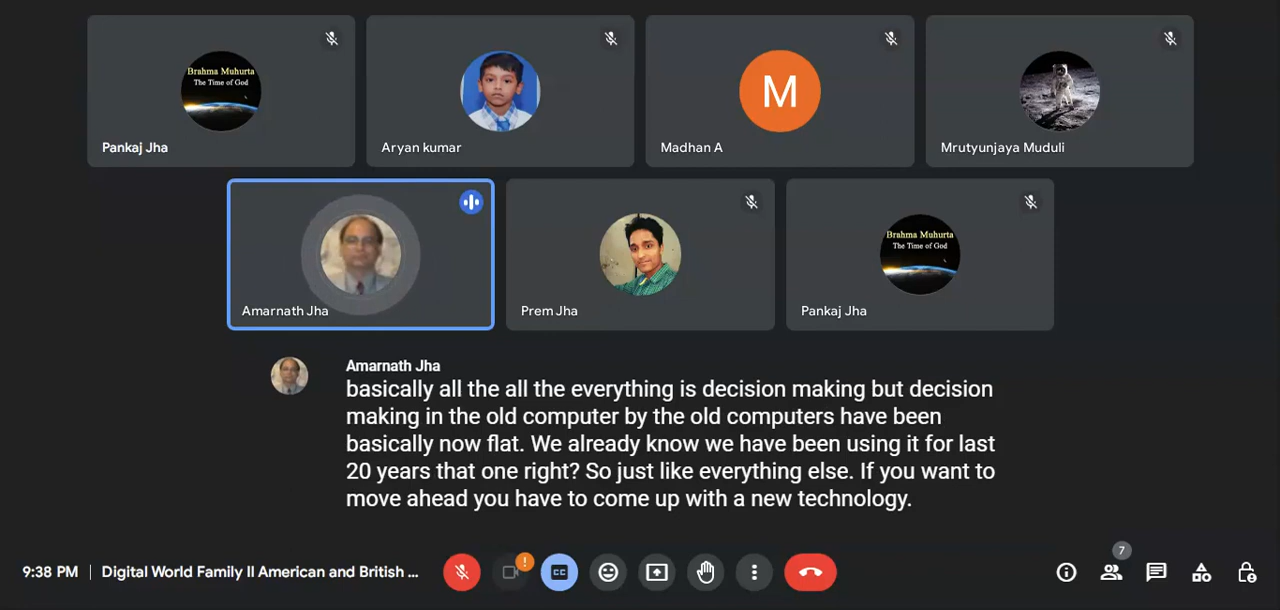 Brahma Muhurta
The Time of God
Pankaj Jha
Aryan kumar
M
Madhan A
Mrutyunjaya Muduli
Amarnath Jha
Prem Jha
Brahma Muhurta
The Time of God
Pankaj Jha
Amarnath Jha
basically all the all the everything is decision making but decision
making in the old computer by the old computers have been
basically now flat. We already know we have been using it for last
20 years that one right? So just like everything else. If you want to
move ahead you have to come up with a new technology.
9:38 PM | Digital World Family II American and British ...
!
CC
7